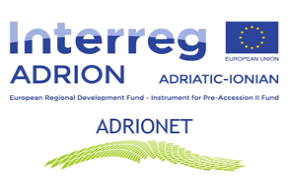 Interreg
EUROPEAN UNION
ADRION ADRIATIC-IONIAN
European Regional Development Fund - Instrument for Pre-Accession II Fund
ADRIONET